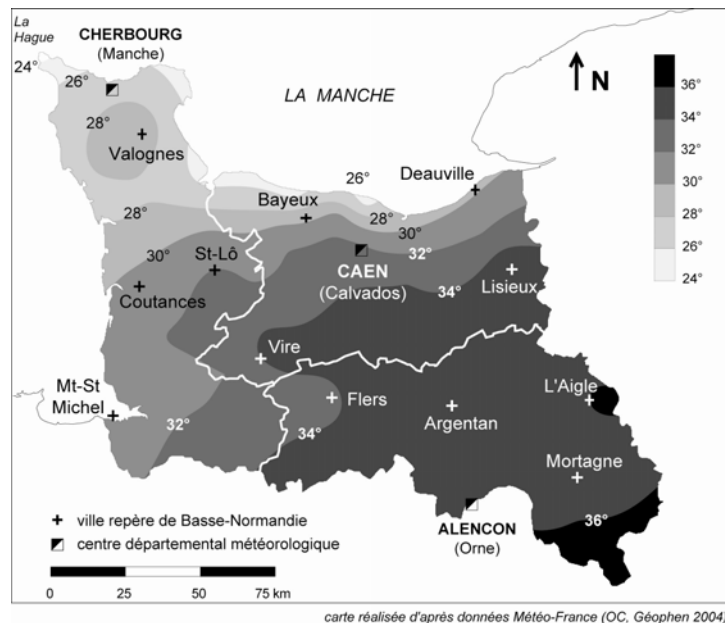 La
Hague
CHERBOURG
(Manche)
24°
26°
28°
Valognes
LA MANCHE
N
36°
34°
32°
30°
28°
26°
24°
Deauville
26°
Bayeux
28°
30°
32°
28°
30°
St-Lô
CAEN
(Calvados)
34°
Lisieux
Coutances
Vire
Mt-St
Michel
32°
34°
Flers
Argentan
L'Aigle
Mortagne
36°
ALENCON
(Orne)
ville repère de Basse-Normandie
centre départemental météorologique
0 25 50 75 km
carte réalisée d'après données Météo-France (OC, Géophen 2004)